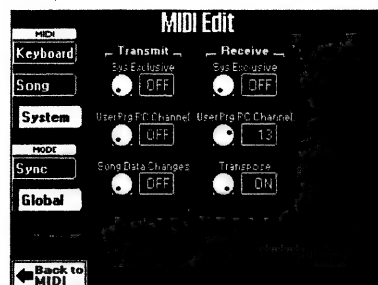 MIDI Edit
MIDI
Keyboard
Song
System
MODE
Sync
Global
Back to
MIDI
Transmit
Sys Exclusive
OFF
UserPrg PC Channel
OFF
Song Data Changes
OFF
Receive
Sys Exclusive
OFF
UserPrg PC Channel
13
Transpose
ON